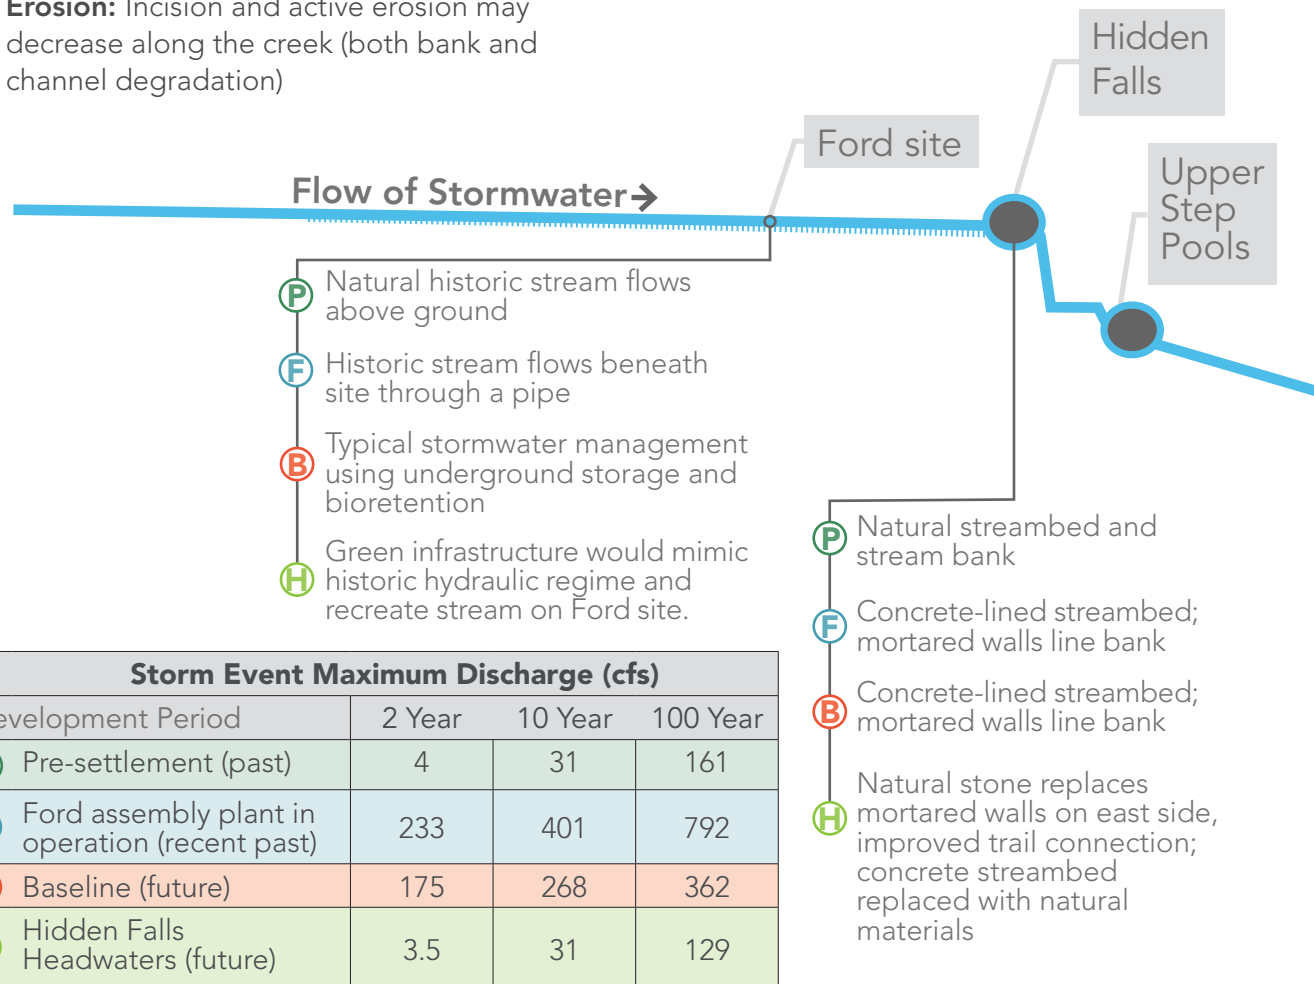 Erosion: Incision and active erosion may
decrease along the creek (both bank and
channel degradation)
Hidden
Falls
Ford site
Upper
Step
Pools
Flow of Stormwater→
P Natural historic stream flows
above ground
F Historic stream flows beneath
site through a pipe
B Typical stormwater management
using underground storage and
bioretention
H Green infrastructure would mimic
historic hydraulic regime and
recreate stream on Ford site.
P Natural streambed and
stream bank
F Concrete-lined streambed;
mortared walls line bank
B Concrete-lined streambed;
mortared walls line bank
H Natural stone replaces
mortared walls on east side,
improved trail connection;
concrete streambed
replaced with natural
materials
Storm Event Maximum Discharge (cfs)
evelopment Period 2 Year 10 Year 100 Year
Pre-settlement (past) 4 31 161
Ford assembly plant in
operation (recent past) 233 401 792
Baseline (future) 175 268 362
Hidden Falls
Headwaters (future) 3.5 31 129